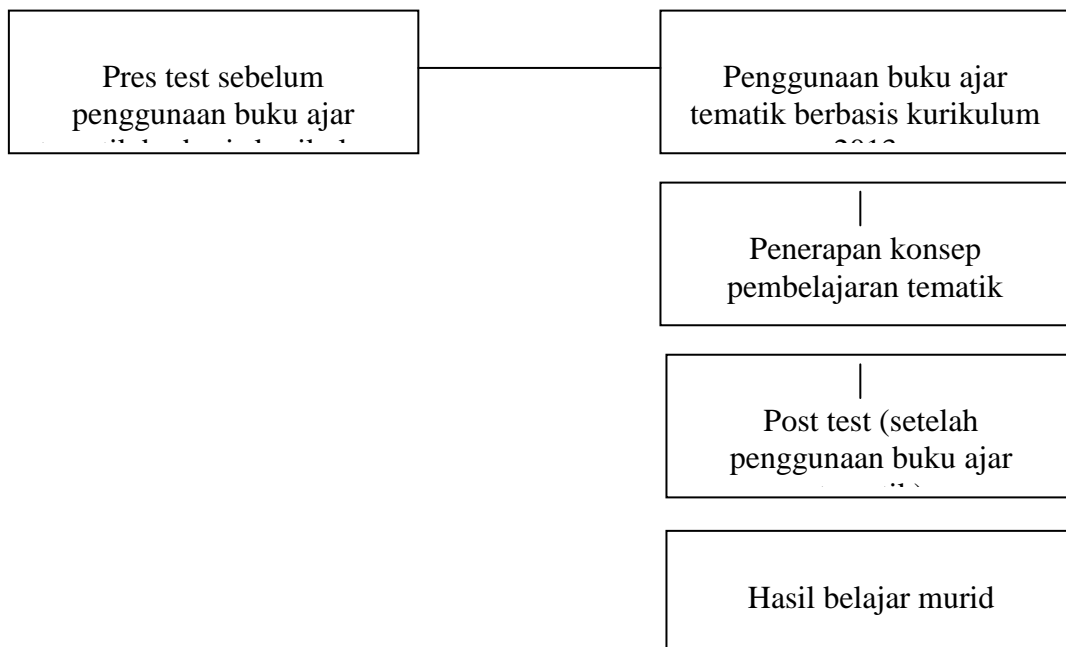 Pres test sebelum
penggunaan buku ajar
Penggunaan buku ajar
tematik berbasis kurikulum
Penerapan konsep
pembelajaran tematik
Post test (setelah
penggunaan buku ajar
Hasil belajar murid